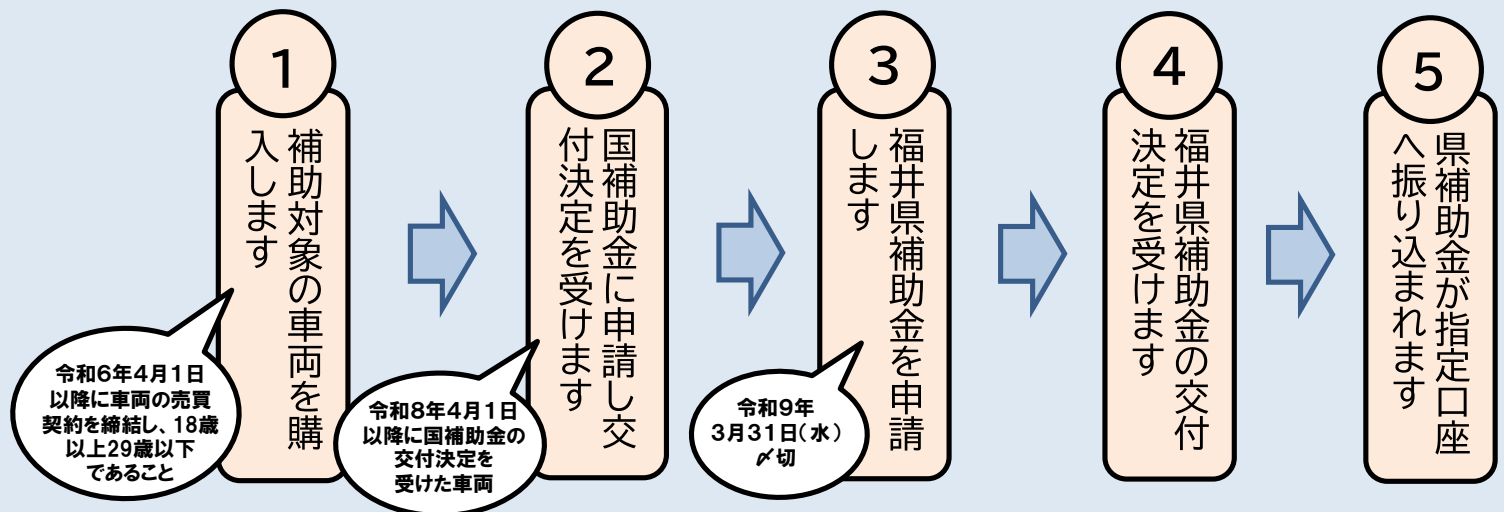 1
補助対象の車両を購
入します
令和6年4月1日
以降に車両の売買
契約を締結し、18歳
以上29歳以下
であること
2
国補助金に申請し交
付決定を受けます
令和8年4月1日
以降に国補助金の
交付決定を
受けた車両
3
福井県補助金を申請
します
令和9年
3月31日(水)
〆切
4
福井県補助金の交付
決定を受けます
5
県補助金が指定口座
へ振り込まれます